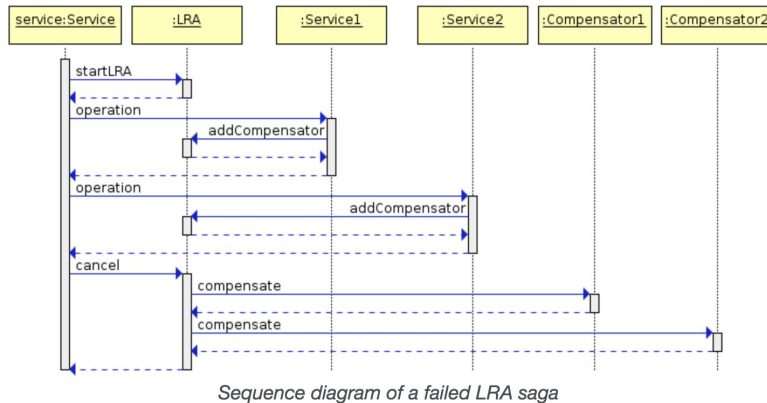 service:Service :LRA :Service1 :Service2 :Compensator1 :Compensator2
startLRA
operation
addCompensator
operation
addCompensator
cancel
compensate
compensate
Sequence diagram of a failed LRA saga